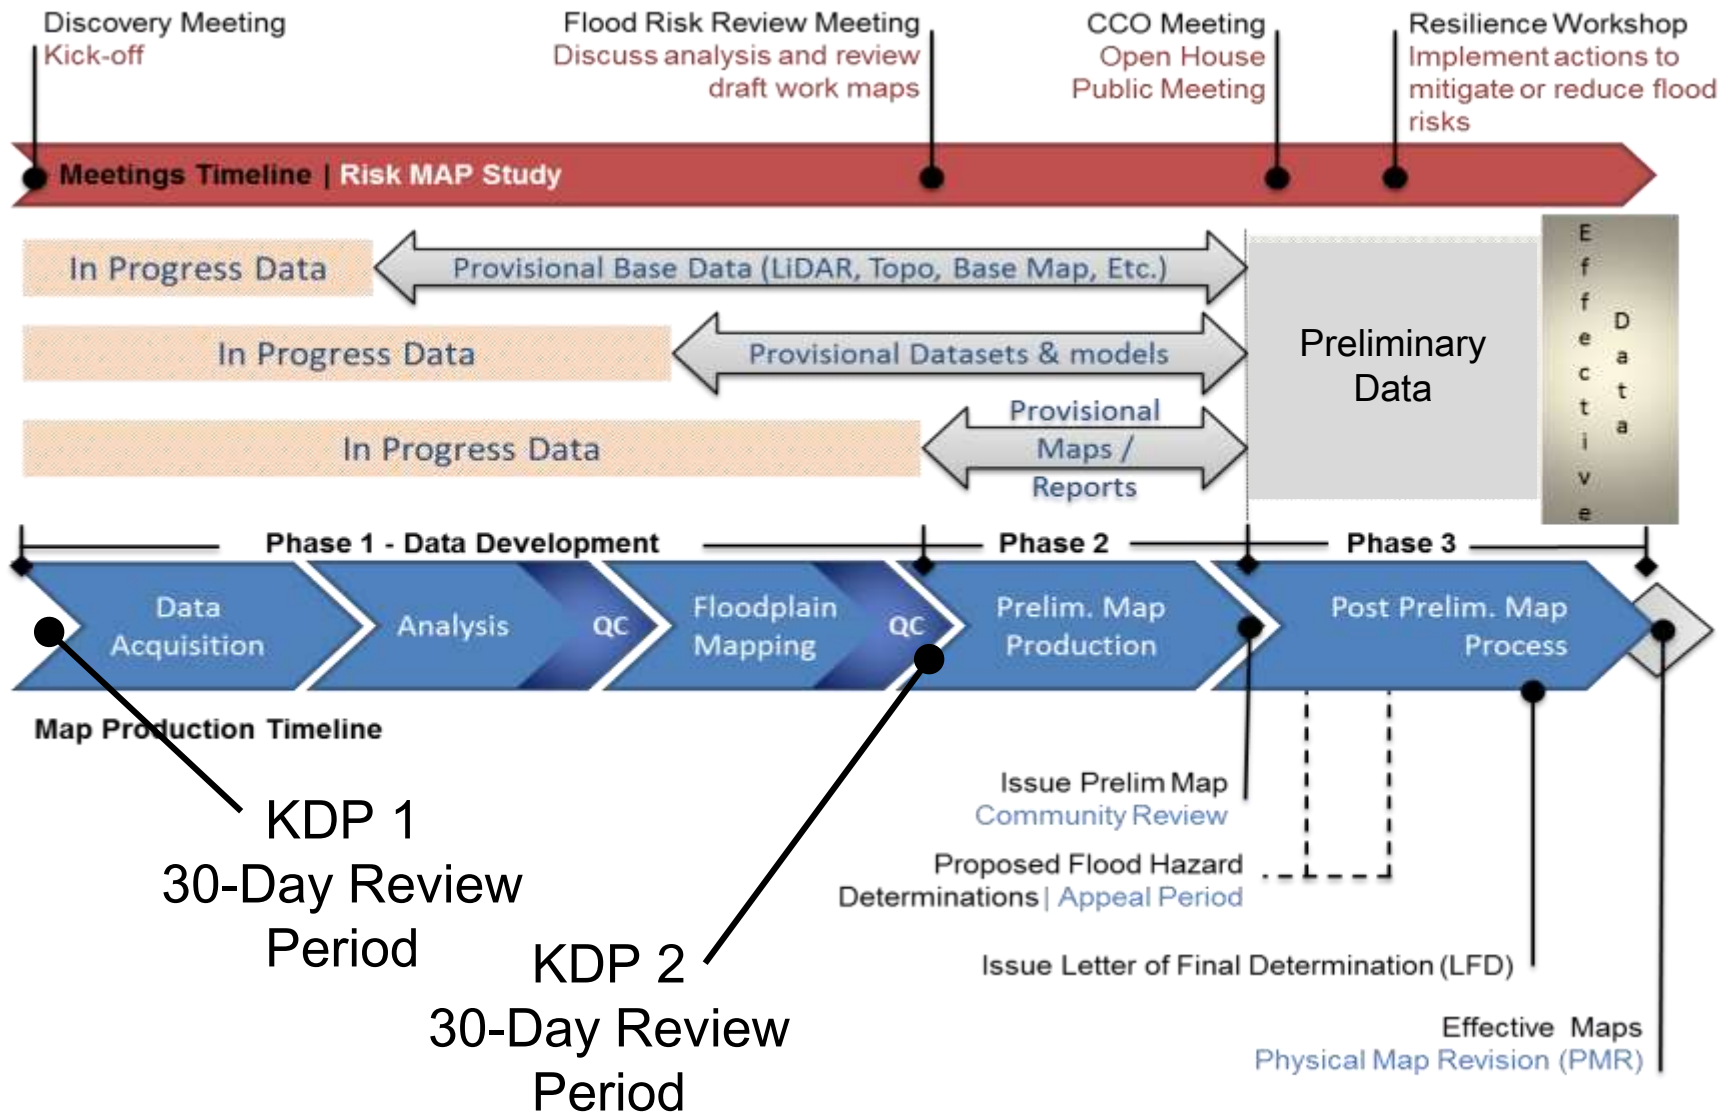 Discovery Meeting
Kick-off
Flood Risk Review Meeting
Discuss analysis and review
draft work maps
CCO Meeting
Open House
Public Meeting
Resilience Workshop
Implement actions to
mitigate or reduce flood
risks
Meetings Timeline | Risk MAP Study
In Progress Data
Provisional Base Data (LiDAR, Topo, Base Map, Etc.)
In Progress Data
Provisional Datasets & models
In Progress Data
Provisional
Maps /
Reports
Preliminary
Data
Effective
Data
Phase 1 - Data Development
Phase 2
Phase 3
Data
Acquisition
Analysis
QC
Floodplain
Mapping
QC
Prelim. Map
Production
Post Prelim. Map
Process
Map Production Timeline
KDP 1
30-Day Review
Period
KDP 2
30-Day Review
Period
Issue Prelim Map
Community Review
Proposed Flood Hazard
Determinations | Appeal Period
Issue Letter of Final Determination (LFD)
Effective Maps
Physical Map Revision (PMR)